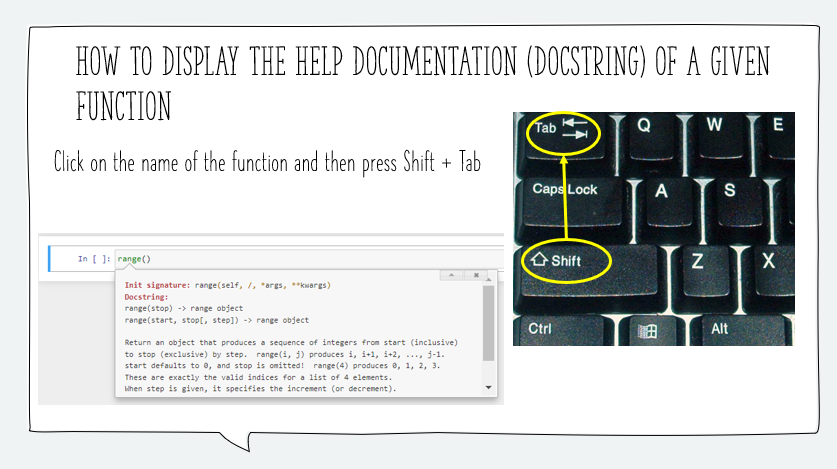 HOW TO DISPLAY THE HELP DOCUMENTATION (DOCSTRING) OF A GIVEN
FUNCTION
Click on the name of the function and then press Shift + Tab
In [ ]: range()
Init signature: range(self, /, *args, **kwargs)
Docstring:
range(stop) -> range object
range(start, stop[, step]) -> range object
Return an object that produces a sequence of integers from start (inclusive)
to stop (exclusive) by step.  range(i, j) produces i, i+1, i+2, ..., j-1.
start defaults to 0, and stop is omitted!  range(4) produces 0, 1, 2, 3.
These are exactly the valid indices for a list of 4 elements.
When step is given, it specifies the increment (or decrement).
Tab Q W E
Caps Lock A S
Shift Z X
Ctrl Alt